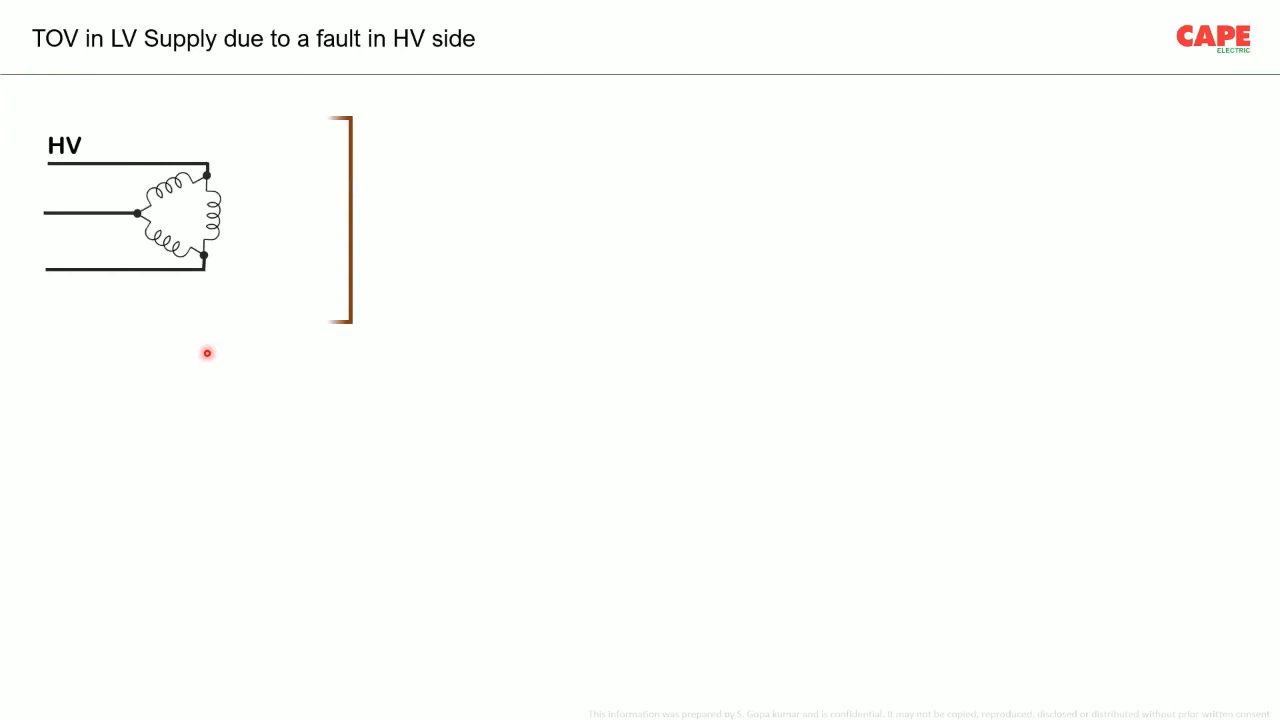 TOV in LV Supply due to a fault in HV side
CAPE
ELECTRIC
HV
This information was prepared by S. Gopa kumar and is confidential. It may not be copied, reproduced, disclosed or distributed without prior written consent